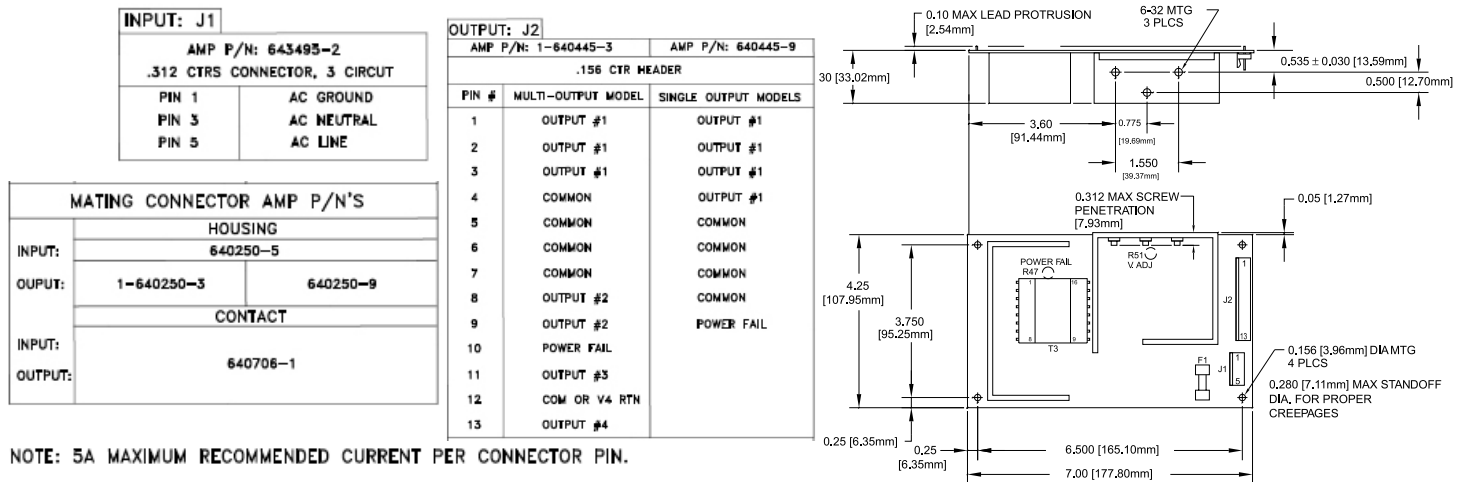 INPUT: J1
AMP P/N: 643495-2
.312 CTRS CONNECTOR, 3 CIRCUT
PIN 1 AC GROUND
PIN 3 AC NEUTRAL
PIN 5 AC LINE
MATING CONNECTOR AMP P/N'S
HOUSING
INPUT: 640250-5
OUPUT: 1-640250-3 640250-9
CONTACT
INPUT:
640706-1
OUTPUT:
OUTPUT: J2
AMP P/N: 1-640445-3 AMP P/N: 640445-9
.156 CTR HEADER
PIN # MULTI-OUTPUT MODEL SINGLE OUTPUT MODELS
1 OUTPUT #1 OUTPUT #1
2 OUTPUT #1 OUTPUT #1
3 OUTPUT #1 OUTPUT #1
4 COMMON OUTPUT #1
5 COMMON COMMON
6 COMMON COMMON
7 COMMON COMMON
8 OUTPUT #2 COMMON
9 OUTPUT #2 POWER FAIL
10 POWER FAIL
11 OUTPUT #3
12 COM OR V4 RTN
13 OUTPUT #4
NOTE: 5A MAXIMUM RECOMMENDED CURRENT PER CONNECTOR PIN.
0.10 MAX LEAD PROTRUSION
[2.54mm]
6-32 MTG
3 PLCS
30 [33.02mm]
0.535 ± 0.030 [13.59mm]
0.500 [12.70mm]
3.60
[91.44mm]
0.775
[19.69mm]
1.550
[39.37mm]
0.312 MAX SCREW
PENETRATION
[7.93mm]
0.05 [1.27mm]
POWER FAIL
R47
R51
V. ADJ
1 16
8 9
T3
4.25
[107.95mm]
3.750
[95.25mm]
1
J2
13
F1
J1
1
5
0.156 [3.96mm] DIA MTG
4 PLCS
0.280 [7.11mm] MAX STANDOFF
DIA. FOR PROPER
CREEPAGES
0.25 [6.35mm]
0.25
[6.35mm]
6.500 [165.10mm]
7.00 [177.80mm]